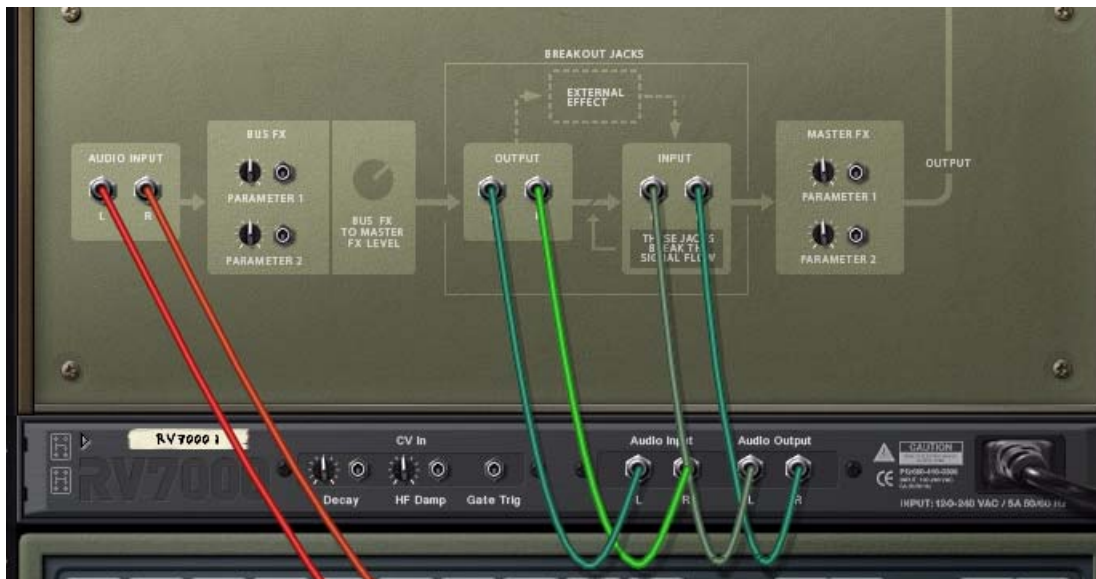 BREAKOUT JACKS
EXTERNAL
EFFECT
AUDIO INPUT
L R
BUS FX
PARAMETER 1
PARAMETER 2
BUS FX
TO MASTER
FX LEVEL
OUTPUT
R
INPUT
THESE JACKS
BREAK THE
SIGNAL FLOW
MASTER FX
PARAMETER 1
PARAMETER 2
OUTPUT
RV7000 1
RV7000
CV In
Decay
HF Damp
Gate Trig
Audio Input
L R
Audio Output
L R
CAUTION
CE
INPUT: 120-240 VAC / 5A 50/60 Hz